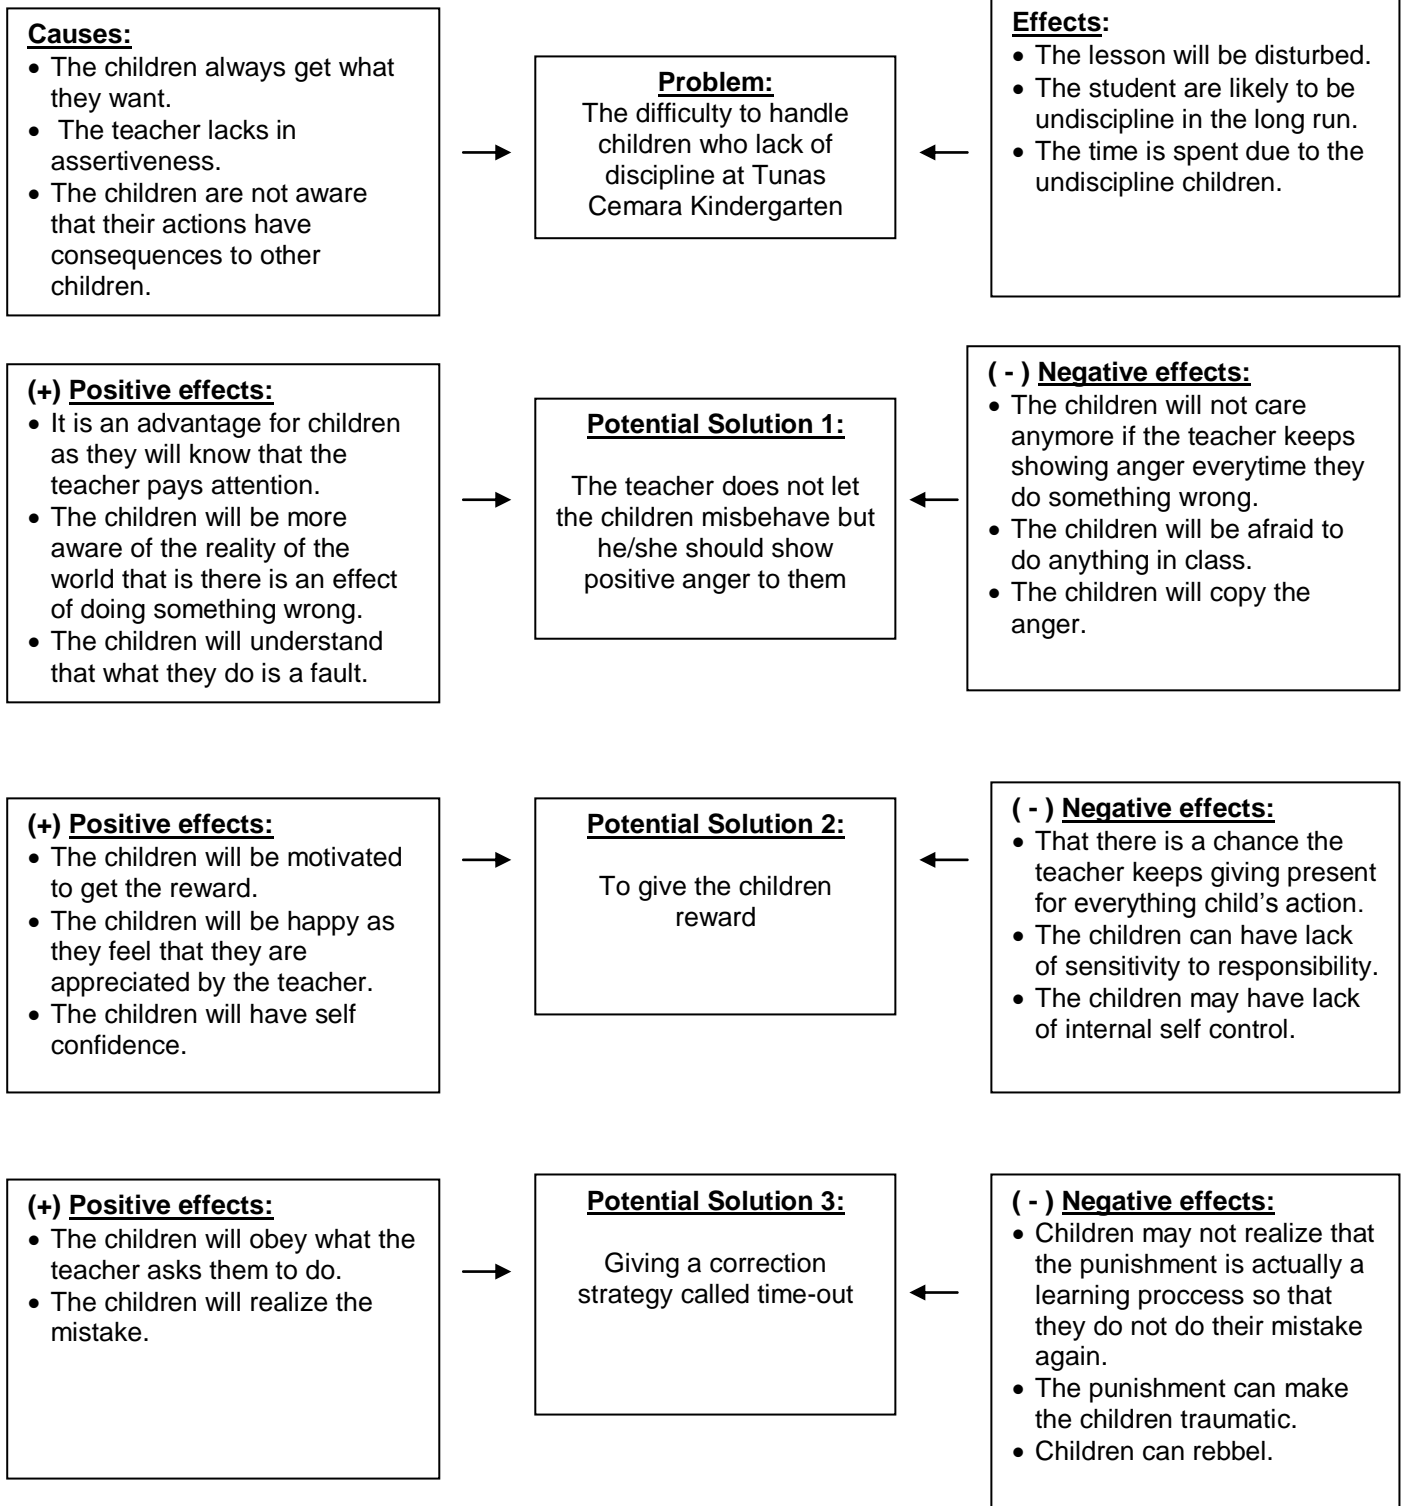 Causes:
• The children always get what
they want.
• The teacher lacks in
assertiveness.
• The children are not aware
that their actions have
consequences to other
children.
Problem:
The difficulty to handle
children who lack of
discipline at Tunas
Cemara Kindergarten
Effects:
• The lesson will be disturbed.
• The student are likely to be
undiscipline in the long run.
• The time is spent due to the
undiscipline children.
(+) Positive effects:
• It is an advantage for children
as they will know that the
teacher pays attention.
• The children will be more
aware of the reality of the
world that is there is an effect
of doing something wrong.
• The children will understand
that what they do is a fault.
Potential Solution 1:
The teacher does not let
the children misbehave but
he/she should show
positive anger to them
( - ) Negative effects:
• The children will not care
anymore if the teacher keeps
showing anger everytime they
do something wrong.
• The children will be afraid to
do anything in class.
• The children will copy the
anger.
(+) Positive effects:
• The children will be motivated
to get the reward.
• The children will be happy as
they feel that they are
appreciated by the teacher.
• The children will have self
confidence.
Potential Solution 2:
To give the children
reward
( - ) Negative effects:
• That there is a chance the
teacher keeps giving present
for everything child’s action.
• The children can have lack
of sensitivity to responsibility.
• The children may have lack
of internal self control.
(+) Positive effects:
• The children will obey what the
teacher asks them to do.
• The children will realize the
mistake.
Potential Solution 3:
Giving a correction
strategy called time-out
( - ) Negative effects:
• Children may not realize that
the punishment is actually a
learning proccess so that
they do not do their mistake
again.
• The punishment can make
the children traumatic.
• Children can rebbel.